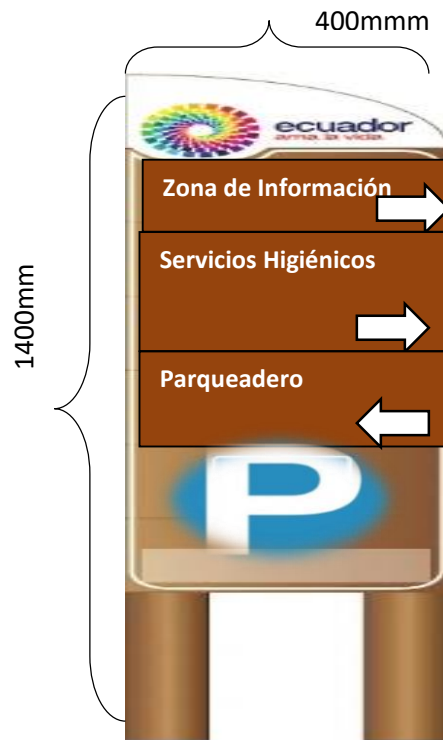 400mmm
ecuador
ama la vida
Zona de Información
Servicios Higiénicos
1400mm
Parqueadero
P